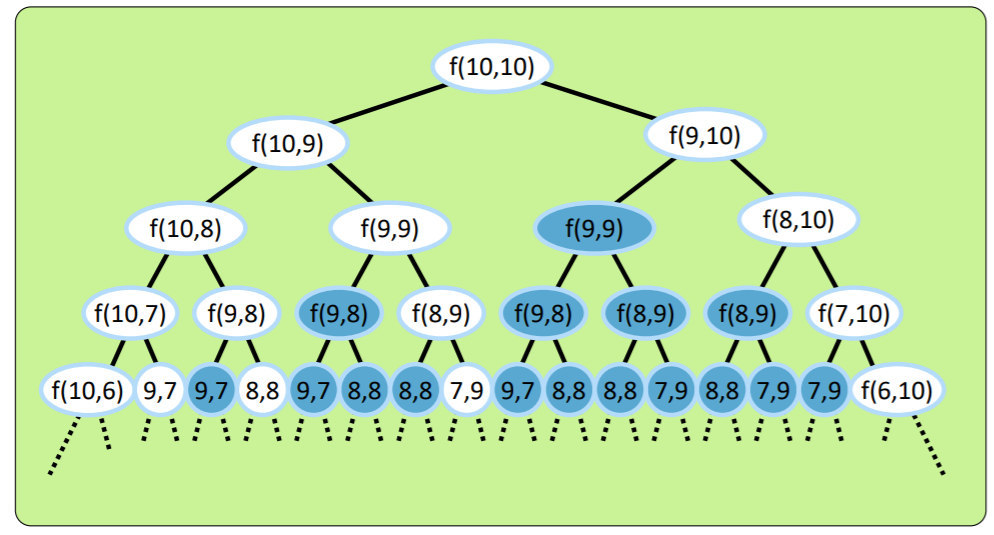 f(10,10)
f(10,9) f(9,10)
f(10,8) f(9,9) f(9,9) f(8,10)
f(10,7) f(9,8) f(9,8) f(8,9) f(9,8) f(8,9) f(8,9) f(7,10)
f(10,6) 9,7 9,7 8,8 9,7 8,8 8,8 7,9 9,7 8,8 8,8 7,9 8,8 7,9 7,9 f(6,10)